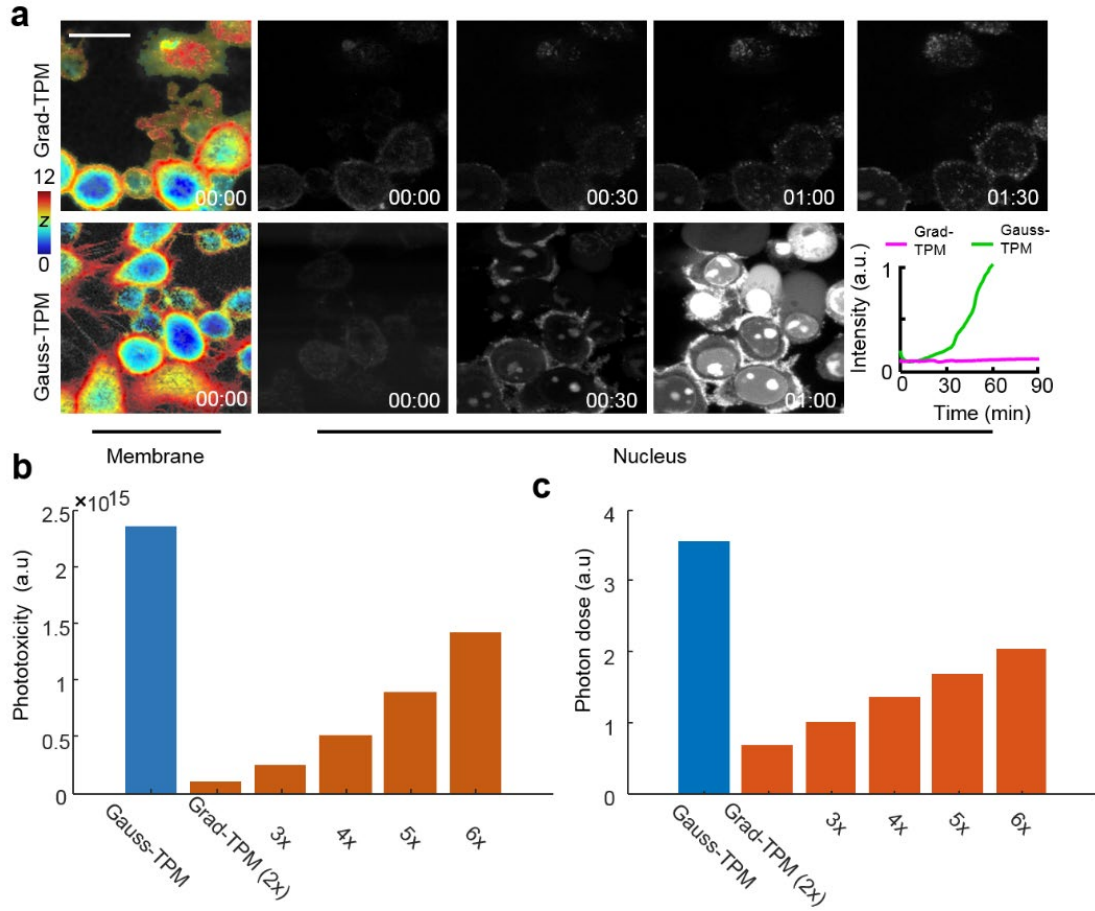 a
Grad-TPM
00:00
00:00
00:30
01:00
01:30
12
z
0
Gauss-TPM
00:00
00:00
00:30
01:00
Grad-
TPM
Gauss-
TPM
Intensity (a.u.)
1
0
0 30 60 90
Time (min)
Membrane
Nucleus
b
×10^15
Phototoxicity (a.u)
2.5
2
1.5
1
0.5
0
Gauss-TPM
Grad-TPM (2x)
3x
4x
5x
6x
c
Photon dose (a.u)
4
3
2
1
0
Gauss-TPM
Grad-TPM (2x)
3x
4x
5x
6x